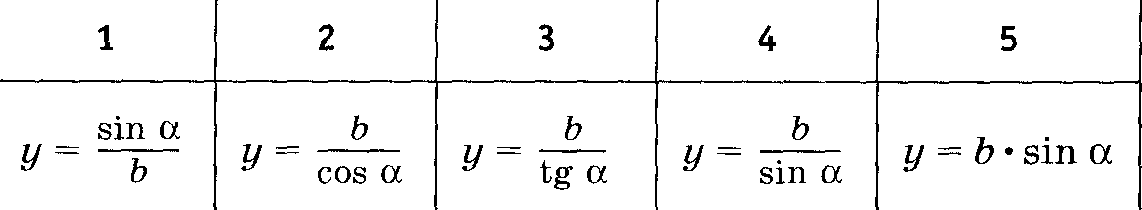 1 2 3 4 5
y = sin α / b y = b / cos α y = b / tg α y = b / sin α y = b · sin α